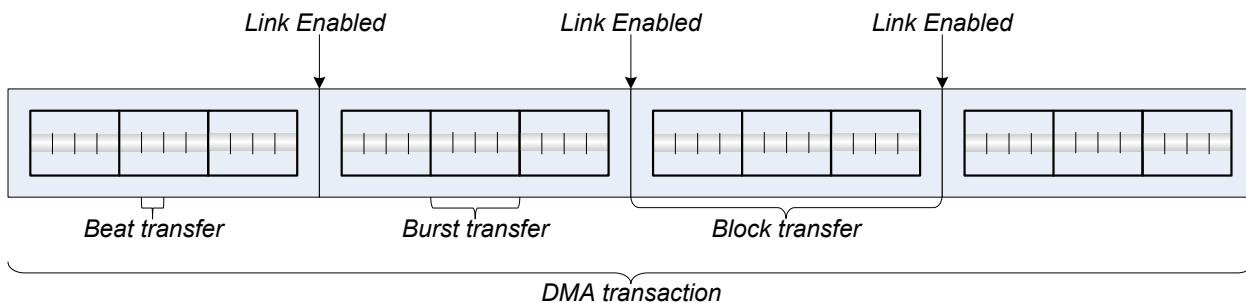 Link Enabled
Link Enabled
Link Enabled
Beat transfer
Burst transfer
Block transfer
DMA transaction